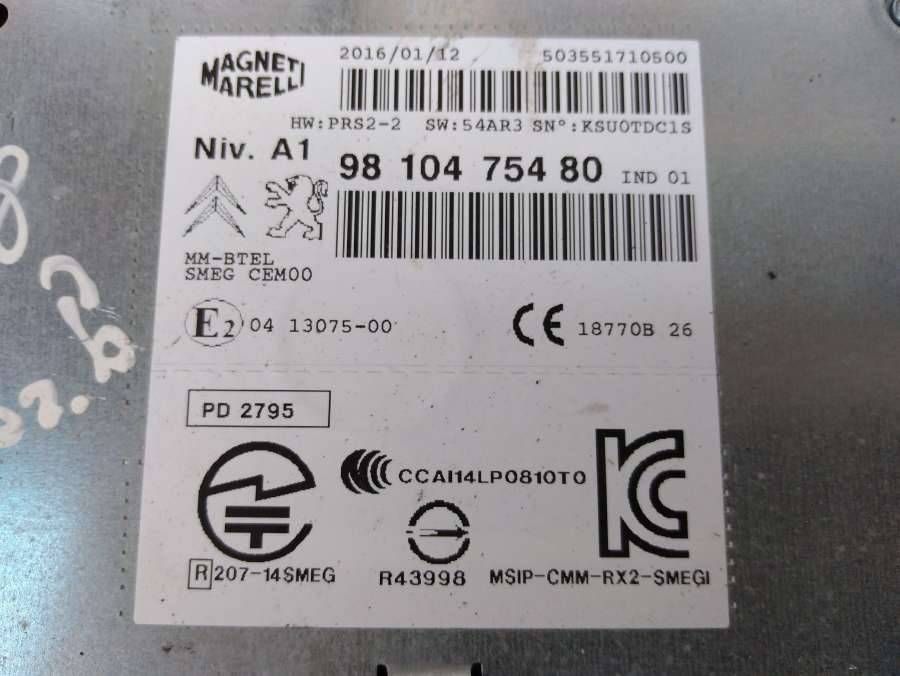 MAGNETI MARELLI
2016/01/12 503551710500
HW:PRS2-2 SW:54AR3 SN°:KSU0TDC1S
Niv. A1
98 104 754 80 IND 01
MM-BTEL
SMEG CEM00
E2 04 13075-00
CE 18770B 26
PD 2795
CCAI14LP0810T0
R 207-14SMEG
R43998
MSIP-CMM-RX2-SMEGI